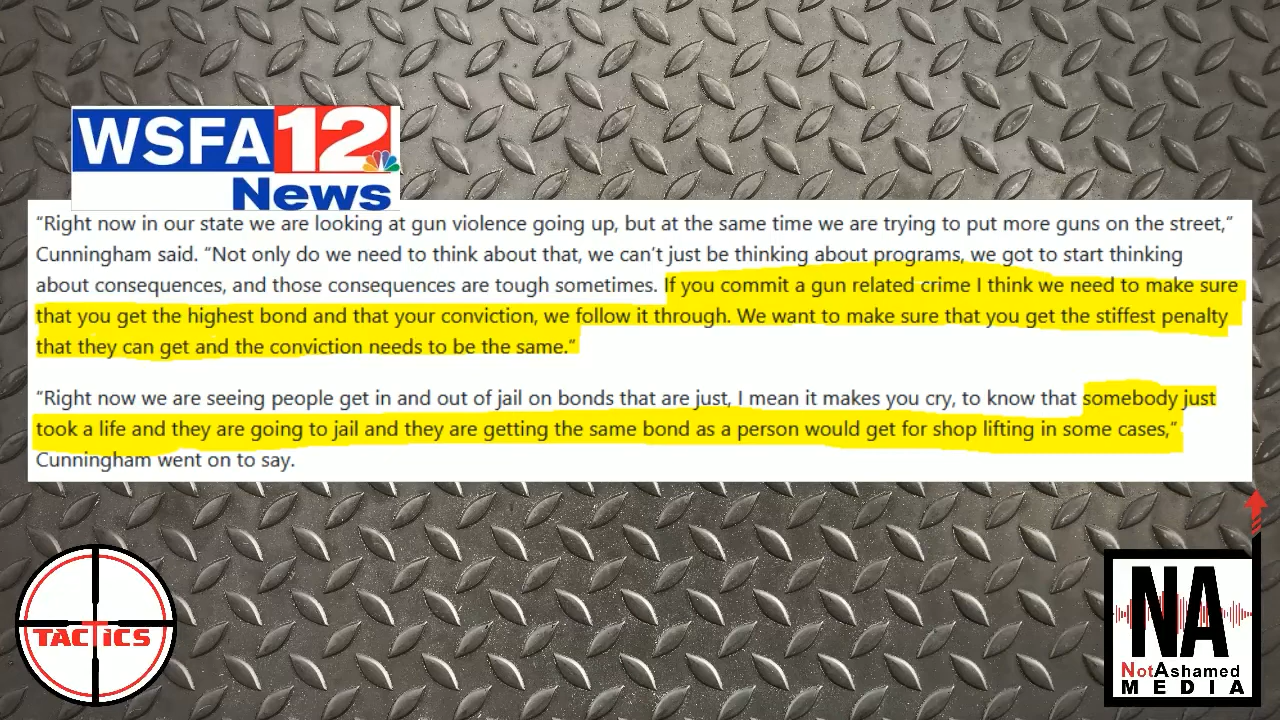 WSFA 12
News
“Right now in our state we are looking at gun violence going up, but at the same time we are trying to put more guns on the street,”
Cunningham said. “Not only do we need to think about that, we can’t just be thinking about programs, we got to start thinking
about consequences, and those consequences are tough sometimes. If you commit a gun related crime I think we need to make sure
that you get the highest bond and that your conviction, we follow it through. We want to make sure that you get the stiffest penalty
that they can get and the conviction needs to be the same.”
“Right now we are seeing people get in and out of jail on bonds that are just, I mean it makes you cry, to know that somebody just
took a life and they are going to jail and they are getting the same bond as a person would get for shop lifting in some cases,”
Cunningham went on to say.
TACTICS
NA
NotAshamed
MEDIA